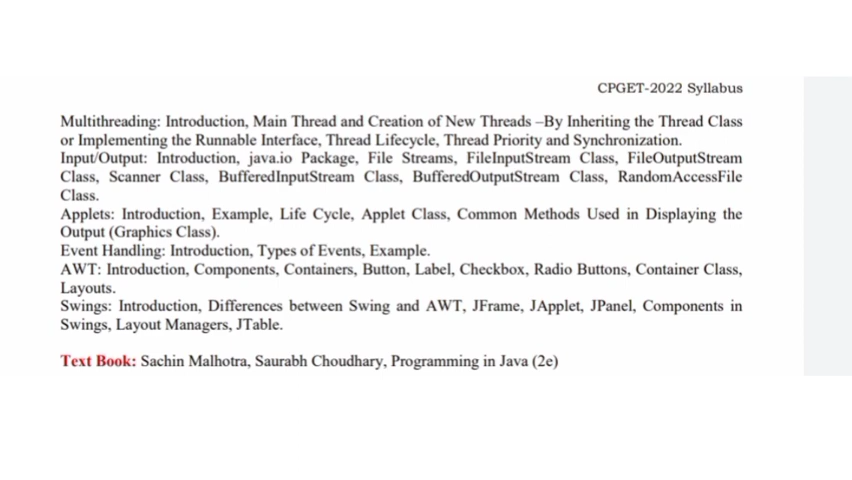 CPGET-2022 Syllabus
Multithreading: Introduction, Main Thread and Creation of New Threads –By Inheriting the Thread Class
or Implementing the Runnable Interface, Thread Lifecycle, Thread Priority and Synchronization.
Input/Output: Introduction, java.io Package, File Streams, FileInputStream Class, FileOutputStream
Class, Scanner Class, BufferedInputStream Class, BufferedOutputStream Class, RandomAccessFile
Class.
Applets: Introduction, Example, Life Cycle, Applet Class, Common Methods Used in Displaying the
Output (Graphics Class).
Event Handling: Introduction, Types of Events, Example.
AWT: Introduction, Components, Containers, Button, Label, Checkbox, Radio Buttons, Container Class,
Layouts.
Swings: Introduction, Differences between Swing and AWT, JFrame, JApplet, JPanel, Components in
Swings, Layout Managers, JTable.
Text Book: Sachin Malhotra, Saurabh Choudhary, Programming in Java (2e)